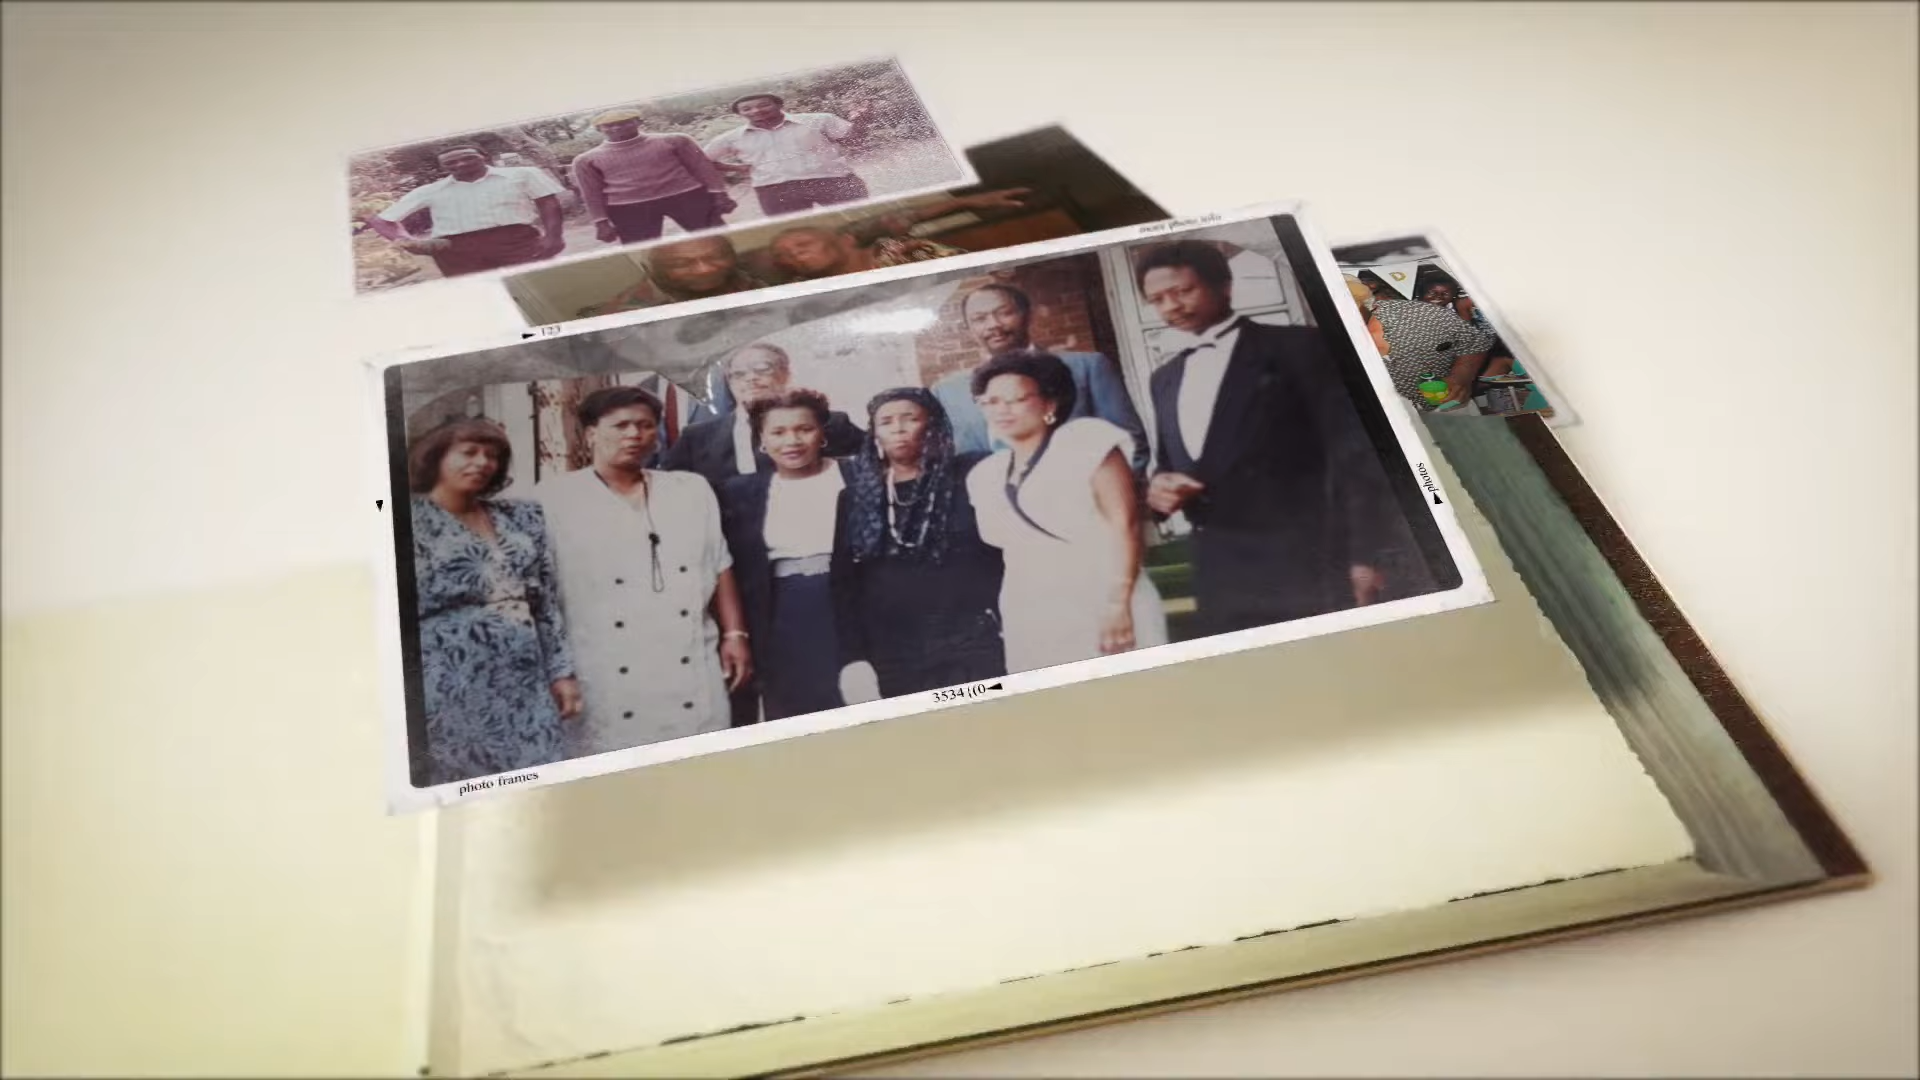 more photo info
123
D
photos
3534{(0
photo frames